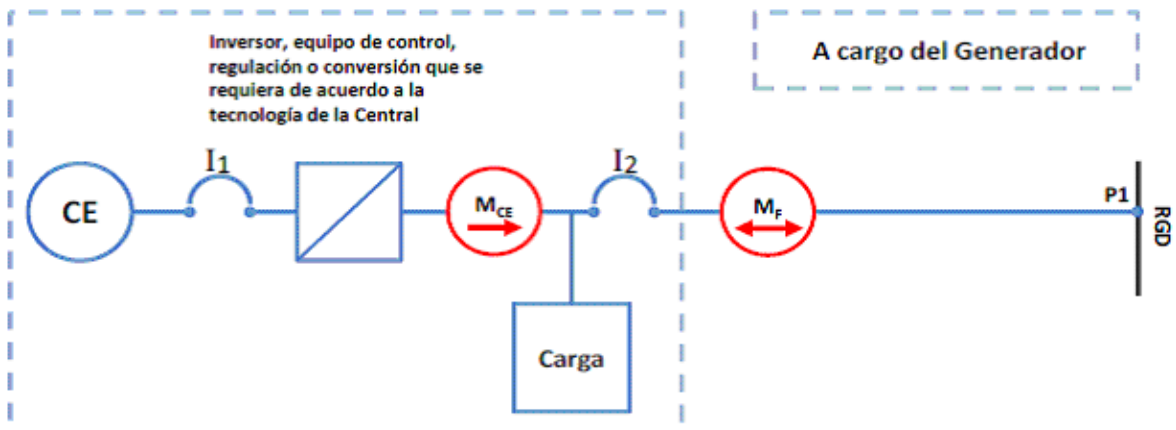 Inversor, equipo de control,
regulación o conversión que se
requiera de acuerdo a la
tecnología de la Central
A cargo del Generador
I1
I2
CE
MCE
MF
P1
RGD
Carga